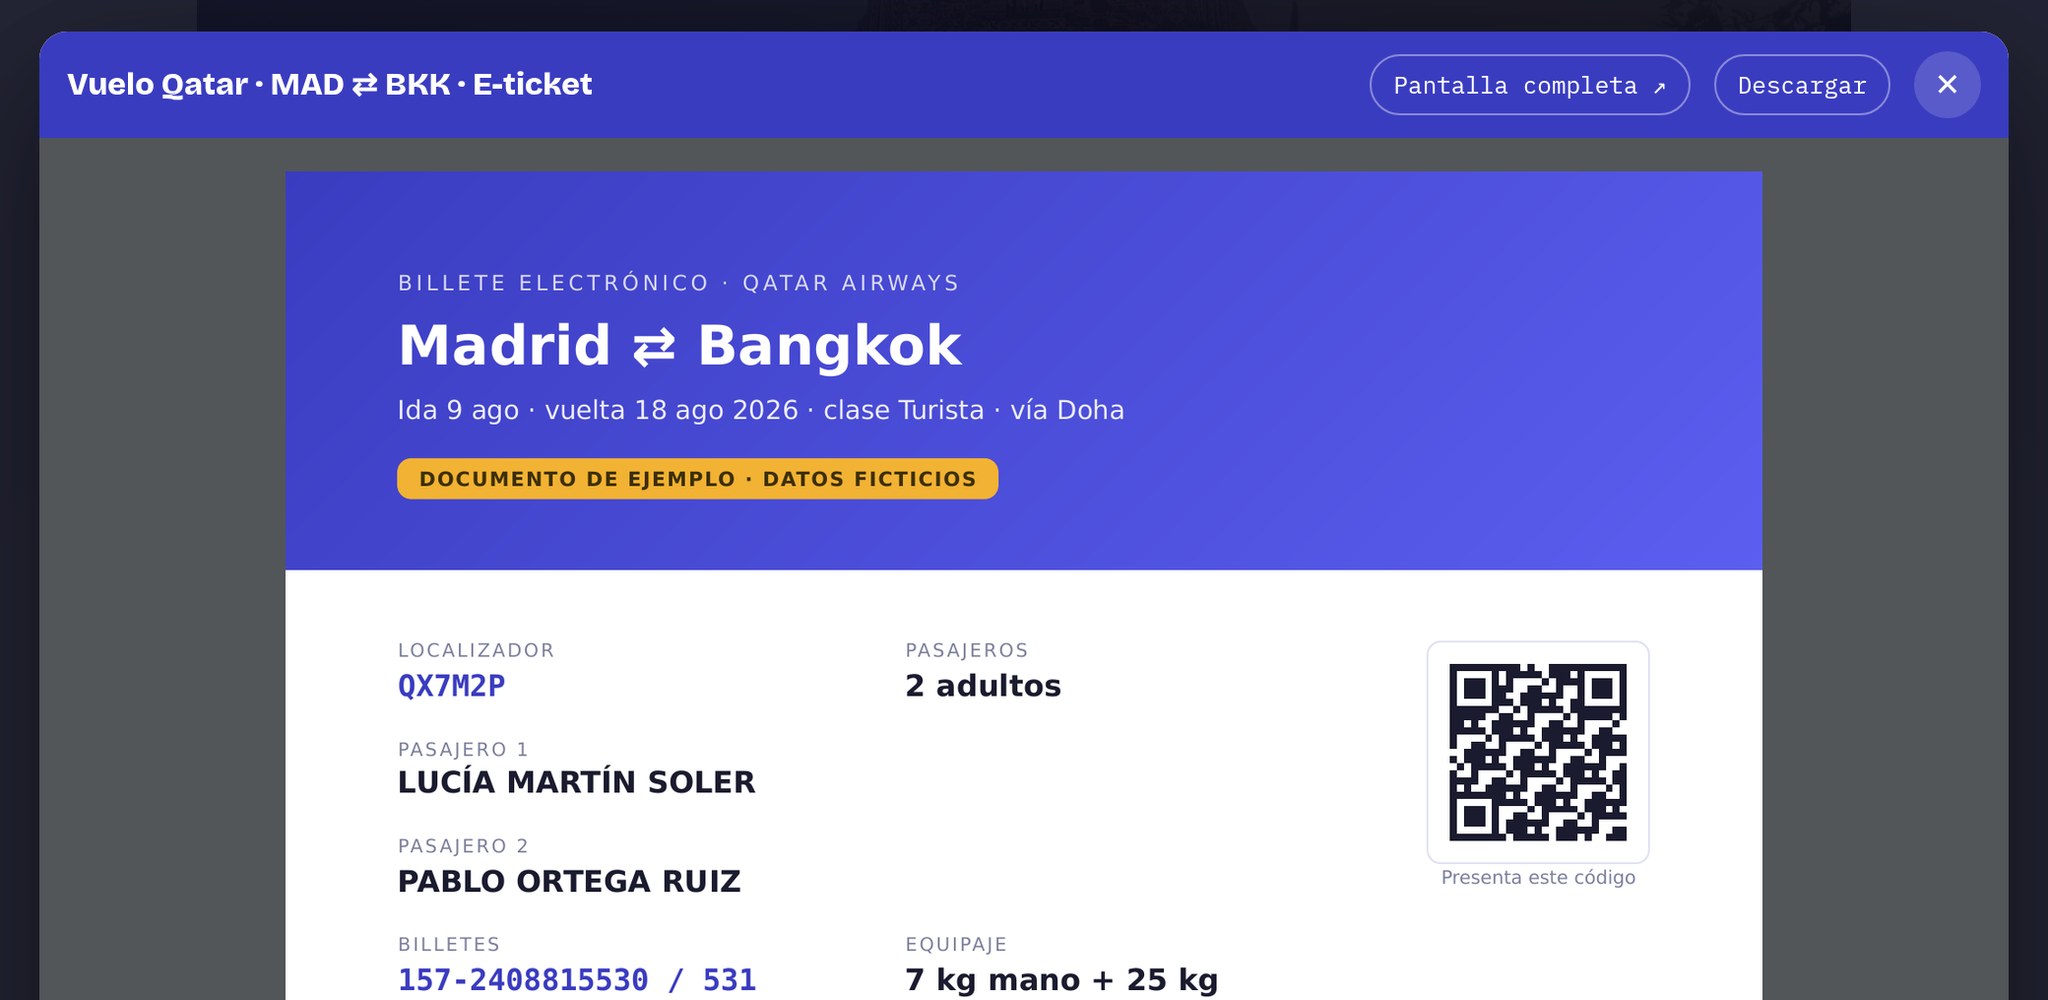 Vuelo Qatar · MAD ⇄ BKK · E-ticket
Pantalla completa ↗
Descargar
✕
BILLETE ELECTRÓNICO · QATAR AIRWAYS
Madrid ⇄ Bangkok
Ida 9 ago · vuelta 18 ago 2026 · clase Turista · vía Doha
DOCUMENTO DE EJEMPLO · DATOS FICTICIOS
LOCALIZADOR
QX7M2P
PASAJEROS
2 adultos
PASAJERO 1
LUCÍA MARTÍN SOLER
PASAJERO 2
PABLO ORTEGA RUIZ
Presenta este código
BILLETES
157-2408815530 / 531
EQUIPAJE
7 kg mano + 25 kg